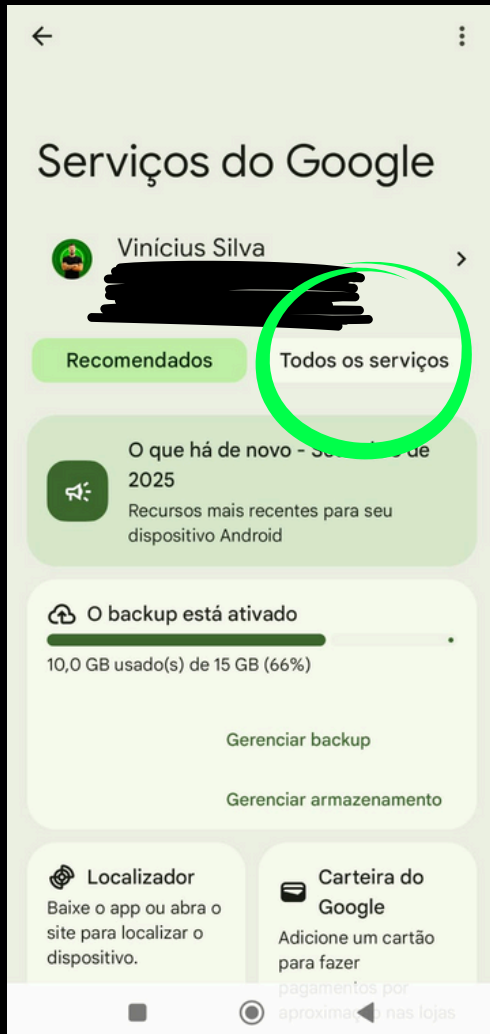 Serviços do Google
Vinícius Silva
Recomendados
Todos os serviços
O que há de novo - de
2025
Recursos mais recentes para seu
dispositivo Android
O backup está ativado
10,0 GB usado(s) de 15 GB (66%)
Gerenciar backup
Gerenciar armazenamento
Localizador
Baixe o app ou abra o
site para localizar o
dispositivo.
Carteira do
Google
Adicione um cartão
para fazer
pagamentos por
aproximação nas lojas